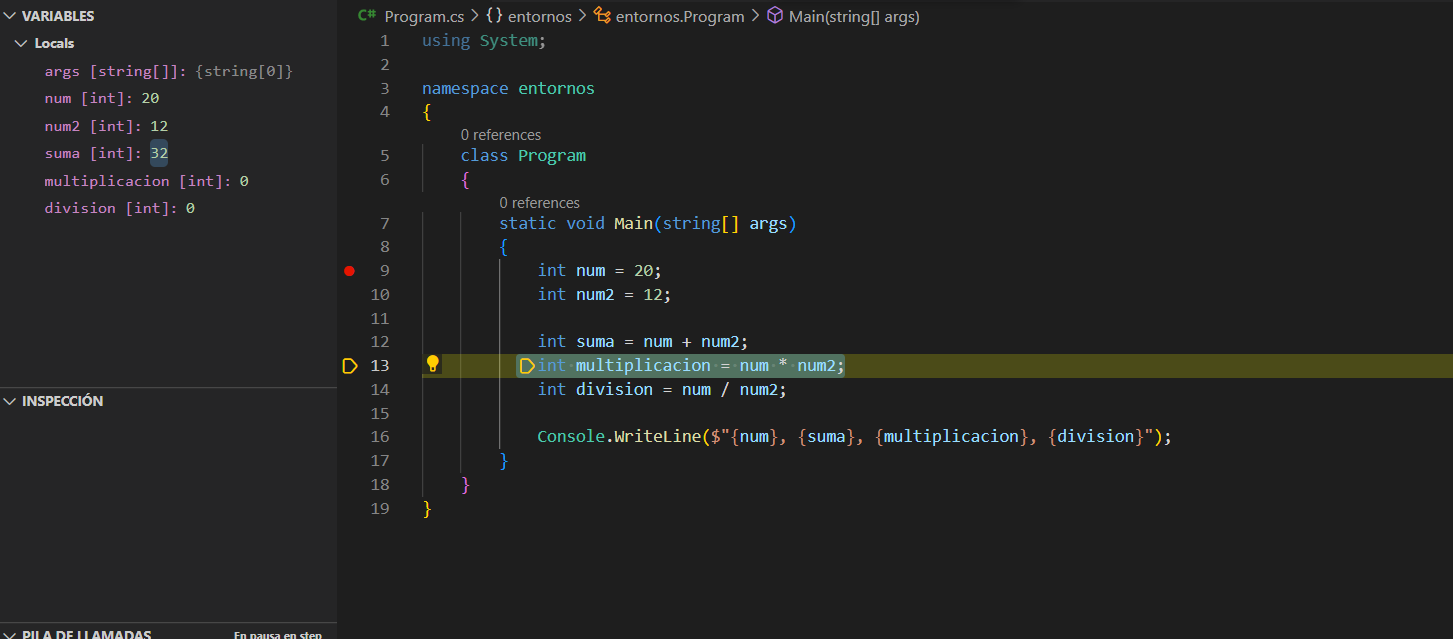 VARIABLES
Locals
args [string[]]: {string[0]}
num [int]: 20
num2 [int]: 12
suma [int]: 32
multiplicacion [int]: 0
division [int]: 0
INSPECCIÓN
PILA DE LLAMADAS En pausa en step
C# Program.cs > {} entornos > entornos.Program > Main(string[] args)
1 using System;
2
3 namespace entornos
4 {
0 references
5 class Program
6 {
0 references
7 static void Main(string[] args)
8 {
9 int num = 20;
10 int num2 = 12;
11
12 int suma = num + num2;
13 int multiplicacion = num * num2;
14 int division = num / num2;
15
16 Console.WriteLine($"{num}, {suma}, {multiplicacion}, {division}");
17 }
18 }
19 }